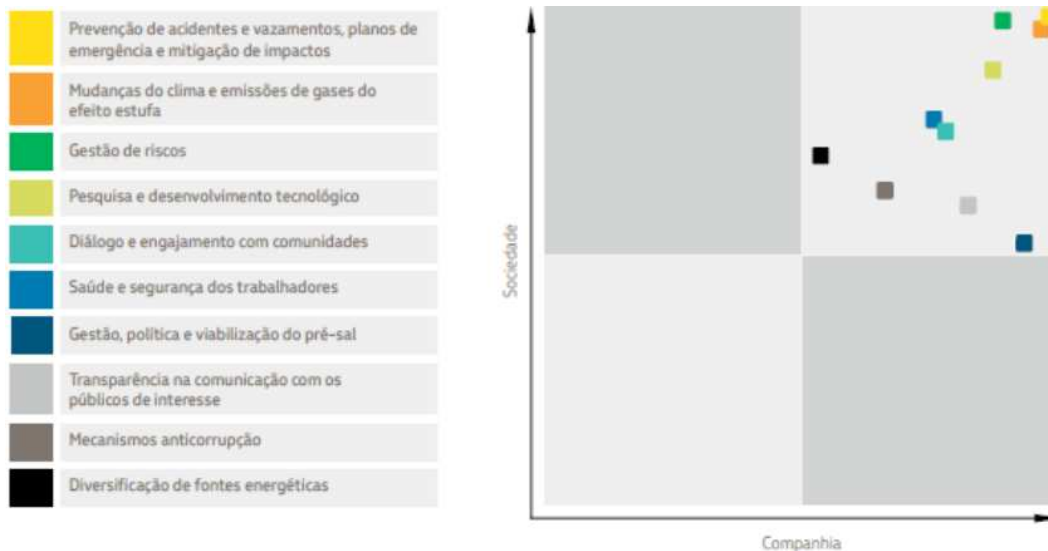 Prevenção de acidentes e vazamentos, planos de
emergência e mitigação de impactos
Mudanças do clima e emissões de gases do
efeito estufa
Gestão de riscos
Pesquisa e desenvolvimento tecnológico
Diálogo e engajamento com comunidades
Saúde e segurança dos trabalhadores
Gestão, política e viabilização do pré-sal
Transparência na comunicação com os
públicos de interesse
Mecanismos anticorrupção
Diversificação de fontes energéticas
Sociedade
Companhia